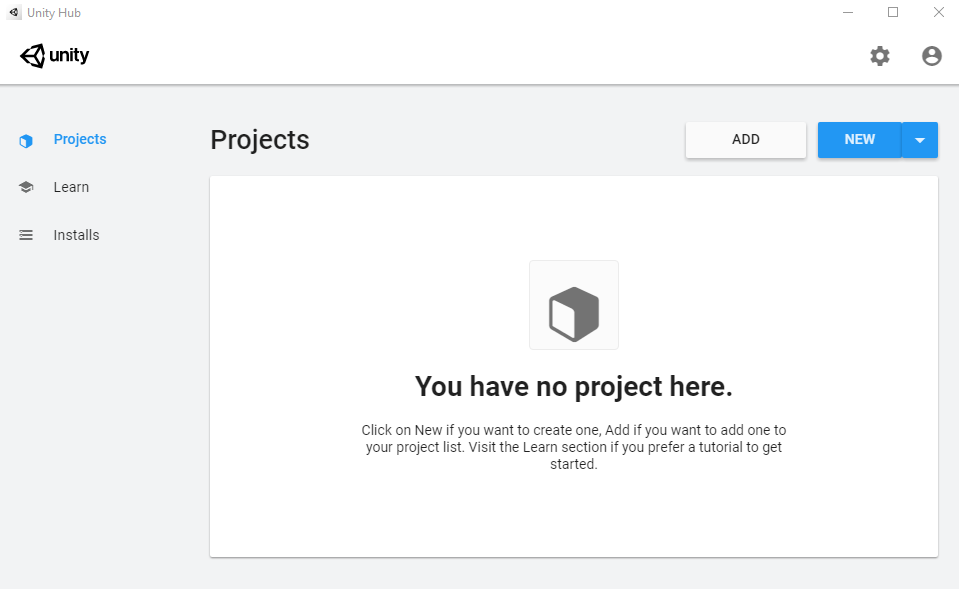 Unity Hub
unity
Projects
Learn
Installs
Projects
ADD
NEW
You have no project here.
Click on New if you want to create one, Add if you want to add one to
your project list. Visit the Learn section if you prefer a tutorial to get
started.